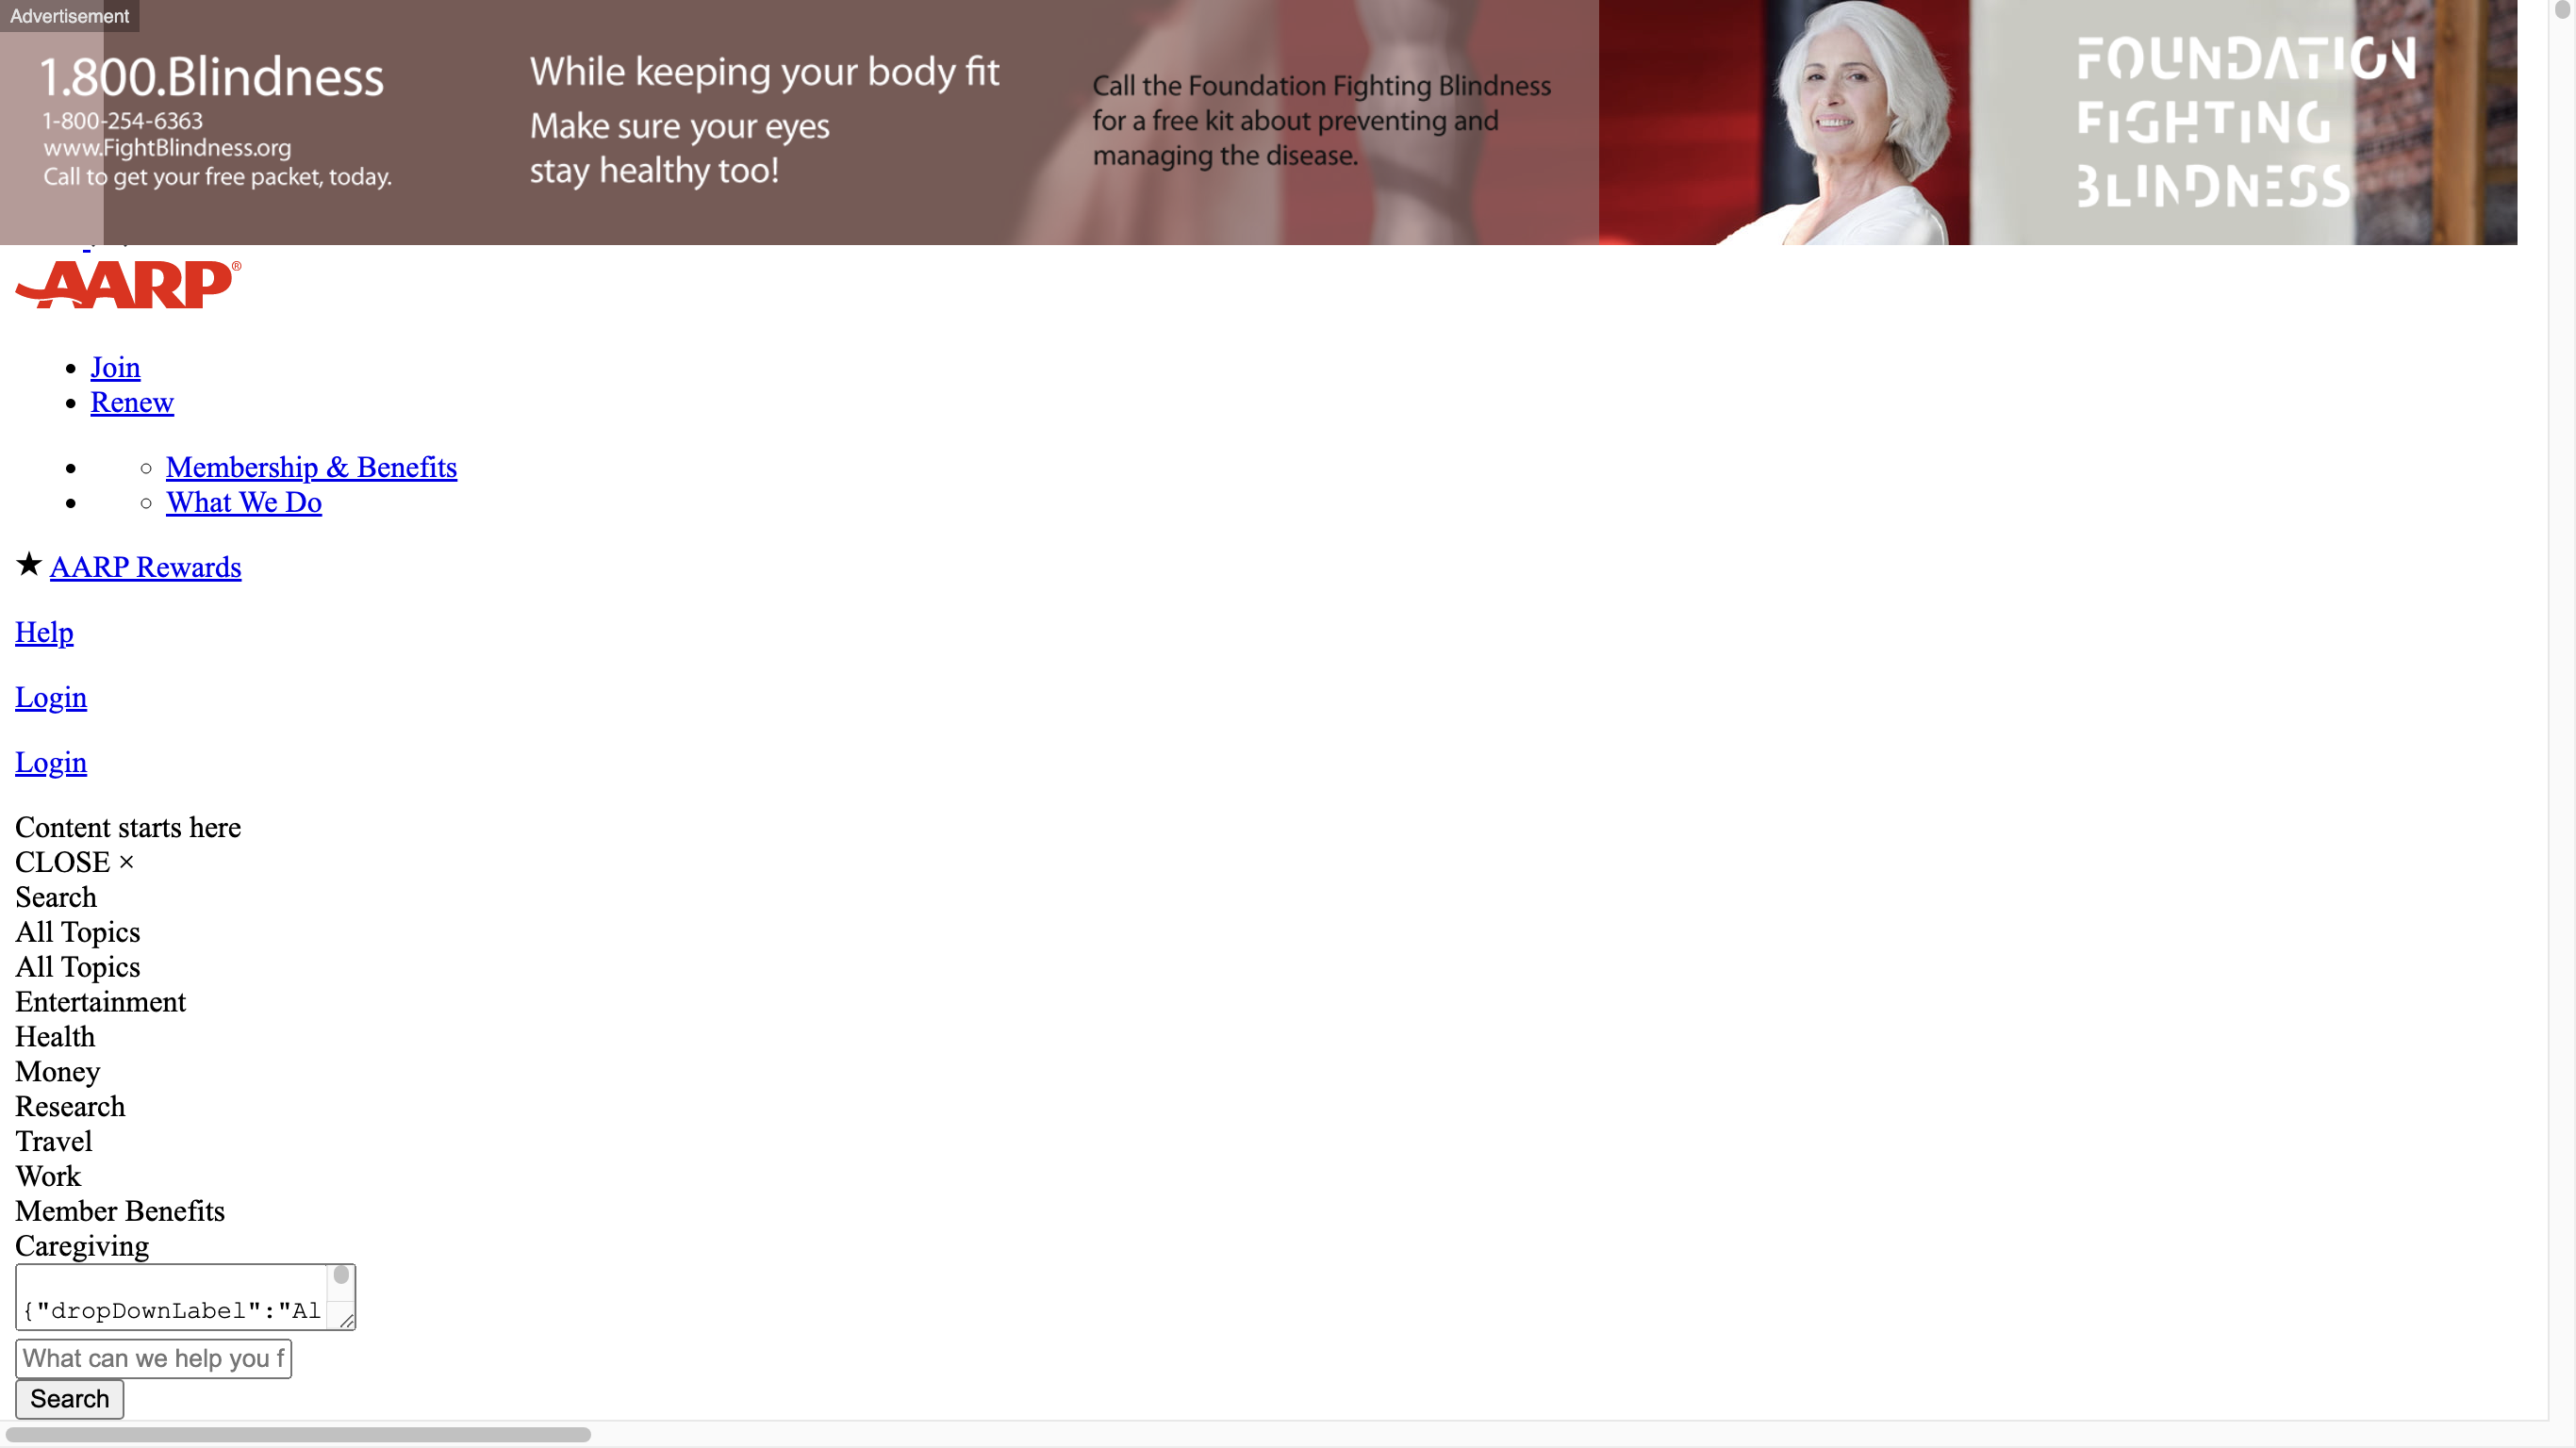 Advertisement
1.800.Blindness
1-800-254-6363
www.FightBlindness.org
Call to get your free packet, today.
While keeping your body fit
Make sure your eyes
stay healthy too!
Call the Foundation Fighting Blindness
for a free kit about preventing and
managing the disease.
FOUNDATION
FIGHTING
BLINDNESS
AARP®
Join
Renew
Membership & Benefits
What We Do
★ AARP Rewards
Help
Login
Login
Content starts here
CLOSE ×
Search
All Topics
All Topics
Entertainment
Health
Money
Research
Travel
Work
Member Benefits
Caregiving
{"dropDownLabel":"Al
What can we help you f
Search